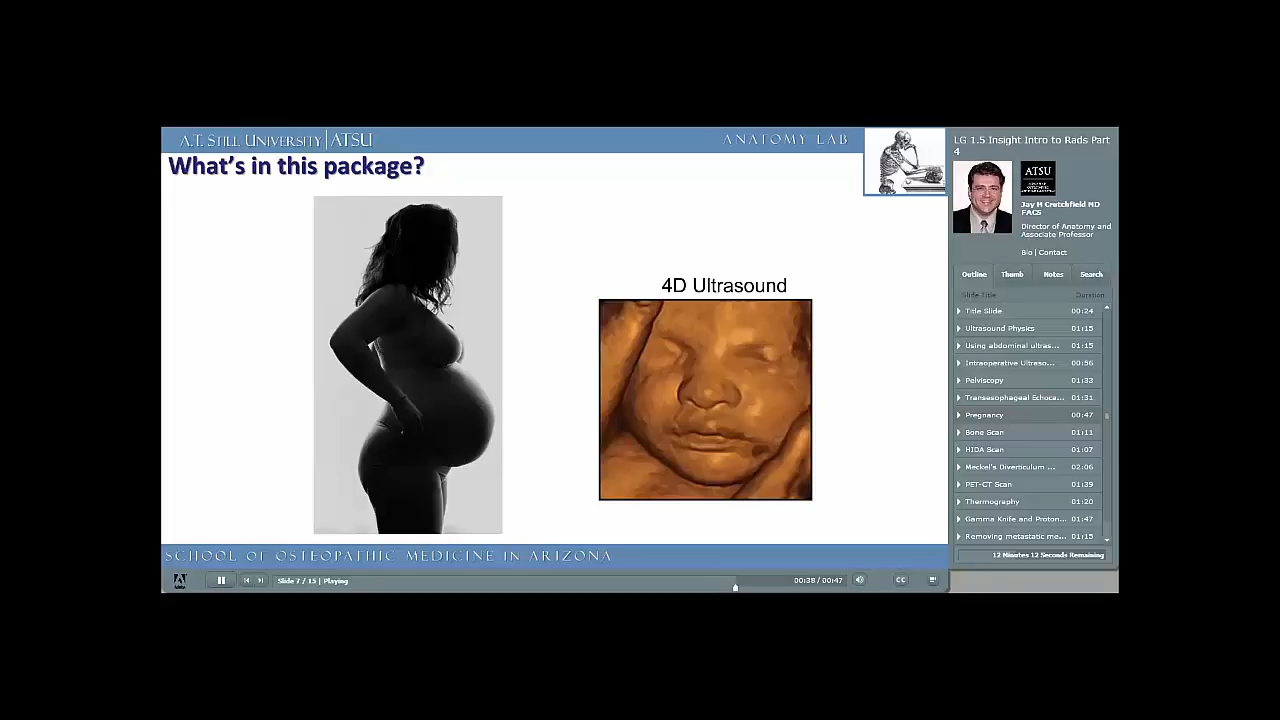 A.T. STILL UNIVERSITY | ATSU
ANATOMY LAB
What's in this package?
4D Ultrasound
SCHOOL OF OSTEOPATHIC MEDICINE IN ARIZONA
Slide 7 / 15 | Playing
00:38 / 00:47
CC
LG 1.5 Insight Intro to Rads Part
4
ATSU
Jay M Crutchfield MD
FACS
Director of Anatomy and
Associate Professor
Bio | Contact
Outline Thumb Notes Search
Slide Title Duration
Title Slide 00:24
Ultrasound Physics 01:15
Using abdominal ultras... 01:15
Intraoperative Ultraso... 00:56
Pelviscopy 01:33
Transesophageal Echoca... 01:31
Pregnancy 00:47
Bone Scan 01:11
HIDA Scan 01:07
Meckel's Diverticulum ... 02:06
PET-CT Scan 01:39
Thermography 01:20
Gamma Knife and Proton... 01:47
Removing metastatic me... 01:15
12 Minutes 12 Seconds Remaining